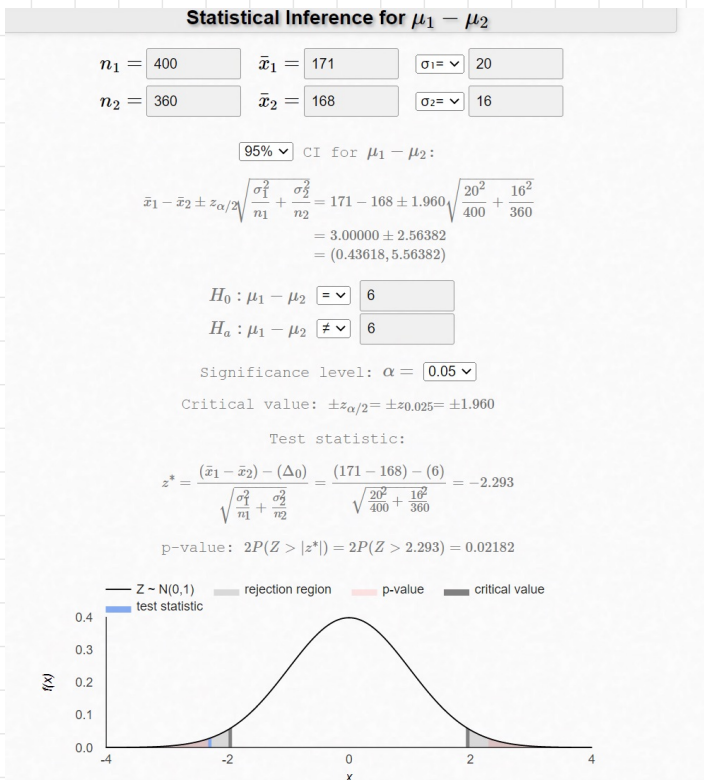 Statistical Inference for μ₁ − μ₂
n₁ = 400 x̄₁ = 171 σ₁= 20
n₂ = 360 x̄₂ = 168 σ₂= 16
95% CI for μ₁ − μ₂:
x̄₁ − x̄₂ ± z_{α/2}√(σ₁²/n₁ + σ₂²/n₂) = 171 − 168 ± 1.960√(20²/400 + 16²/360)
= 3.00000 ± 2.56382
= (0.43618, 5.56382)
H₀ : μ₁ − μ₂ = 6
Hₐ : μ₁ − μ₂ ≠ 6
Significance level: α = 0.05
Critical value: ±z_{α/2}= ±z_{0.025}= ±1.960
Test statistic:
z* = ((x̄₁ − x̄₂) − (Δ₀))/√(σ₁²/n₁ + σ₂²/n₂) = ((171 − 168) − (6))/√(20²/400 + 16²/360) = −2.293
p-value: 2P(Z > |z*|) = 2P(Z > 2.293) = 0.02182
Z ~ N(0,1) rejection region p-value critical value
test statistic
0.4
0.3
0.2
0.1
0.0
f(x)
-4 -2 0 2 4
x